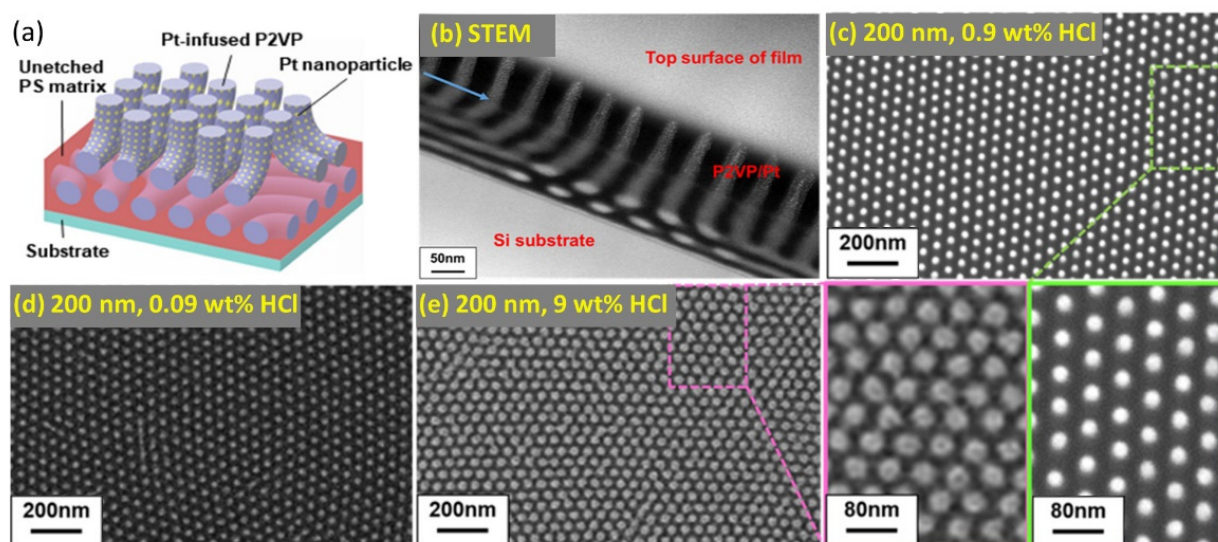 (a)
Pt-infused P2VP
Unetched
PS matrix
Pt nanoparticle
Substrate
(b) STEM
Top surface of film
P2VP/Pt
Si substrate
50nm
(c) 200 nm, 0.9 wt% HCl
200nm
(d) 200 nm, 0.09 wt% HCl
200nm
(e) 200 nm, 9 wt% HCl
200nm
80nm
80nm